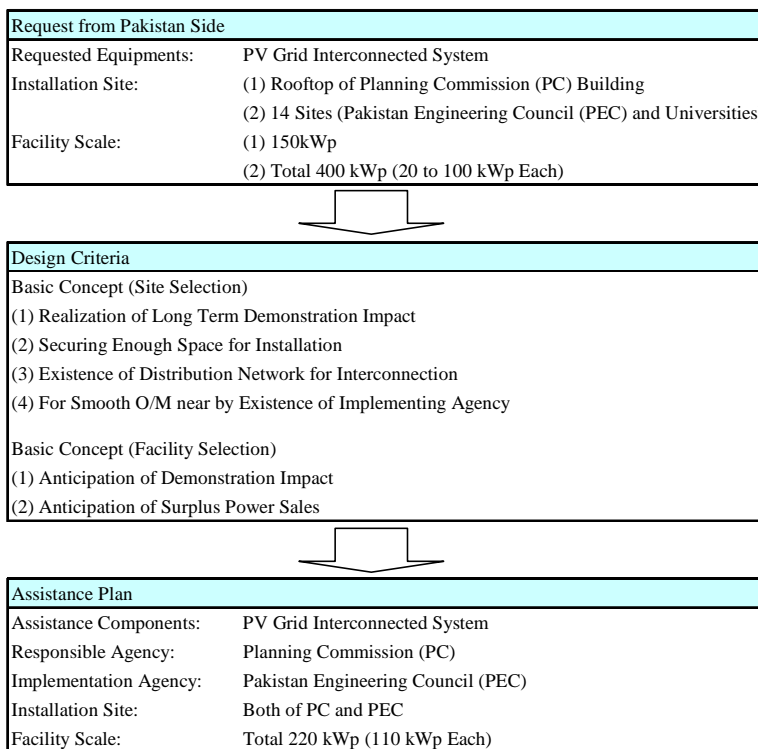 Request from Pakistan Side
Requested Equipments: PV Grid Interconnected System
Installation Site: (1) Rooftop of Planning Commission (PC) Building
(2) 14 Sites (Pakistan Engineering Council (PEC) and Universities
Facility Scale: (1) 150kWp
(2) Total 400 kWp (20 to 100 kWp Each)
Design Criteria
Basic Concept (Site Selection)
(1) Realization of Long Term Demonstration Impact
(2) Securing Enough Space for Installation
(3) Existence of Distribution Network for Interconnection
(4) For Smooth O/M near by Existence of Implementing Agency
Basic Concept (Facility Selection)
(1) Anticipation of Demonstration Impact
(2) Anticipation of Surplus Power Sales
Assistance Plan
Assistance Components: PV Grid Interconnected System
Responsible Agency: Planning Commission (PC)
Implementation Agency: Pakistan Engineering Council (PEC)
Installation Site: Both of PC and PEC
Facility Scale: Total 220 kWp (110 kWp Each)